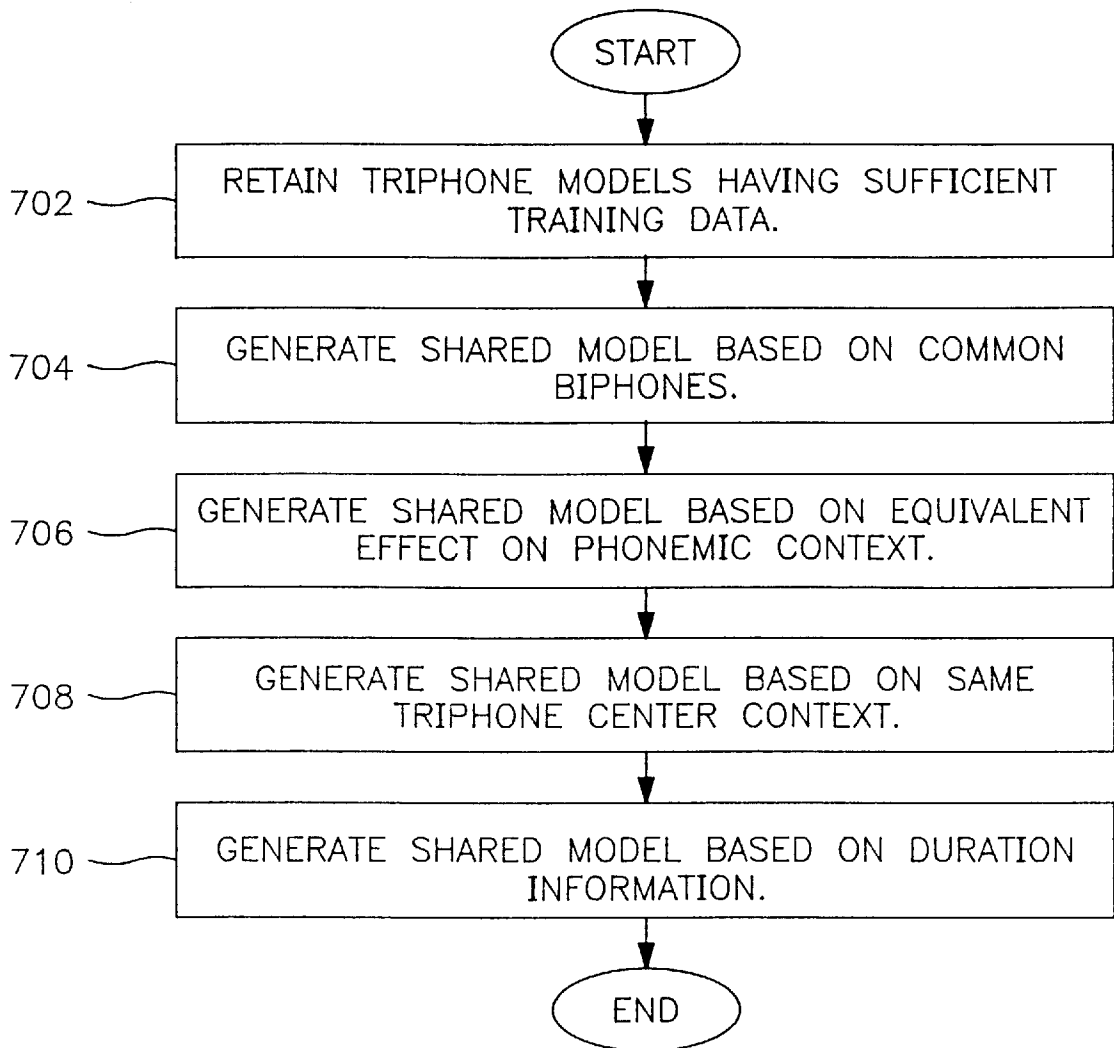 START
702
RETAIN TRIPHONE MODELS HAVING SUFFICIENT
TRAINING DATA.
704
GENERATE SHARED MODEL BASED ON COMMON
BIPHONES.
706
GENERATE SHARED MODEL BASED ON EQUIVALENT
EFFECT ON PHONEMIC CONTEXT.
708
GENERATE SHARED MODEL BASED ON SAME
TRIPHONE CENTER CONTEXT.
710
GENERATE SHARED MODEL BASED ON DURATION
INFORMATION.
END